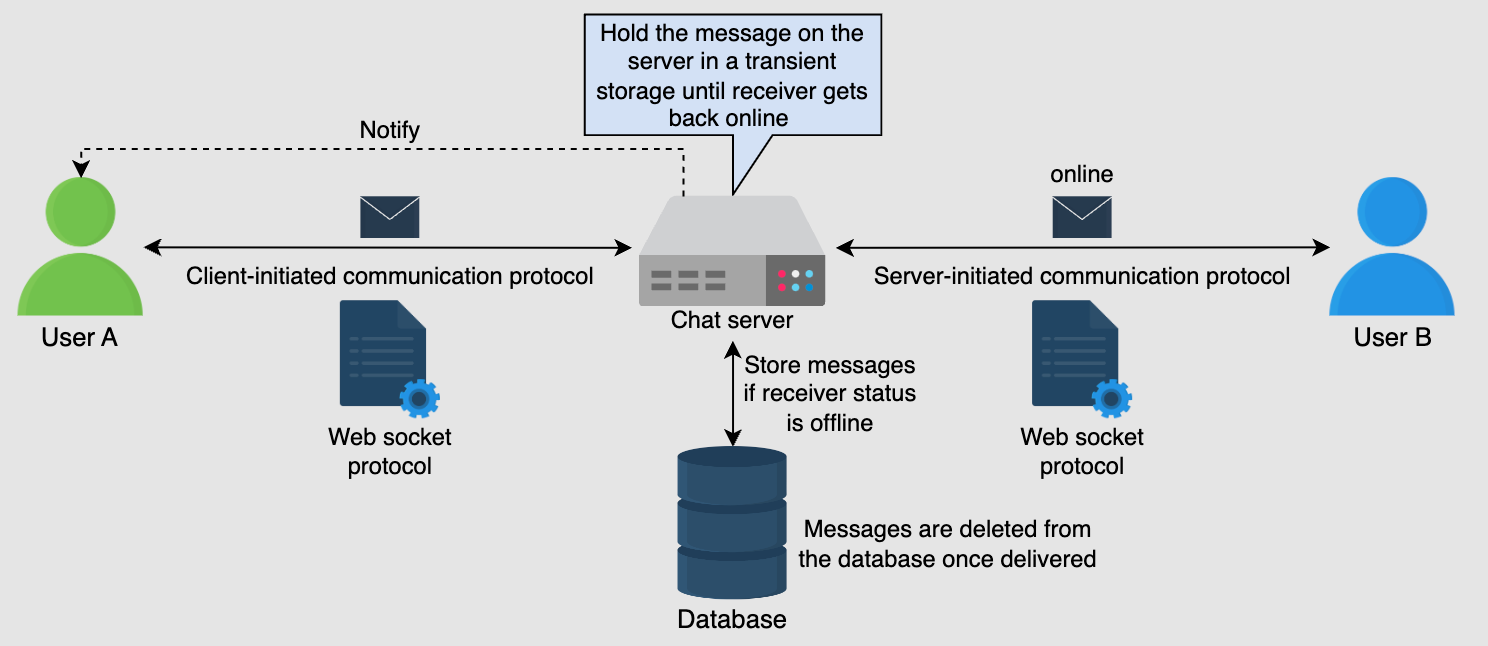 Hold the message on the
server in a transient
storage until receiver gets
back online
Notify
online
Client-initiated communication protocol
Server-initiated communication protocol
User A
Chat server
User B
Store messages
if receiver status
is offline
Web socket
protocol
Web socket
protocol
Messages are deleted from
the database once delivered
Database